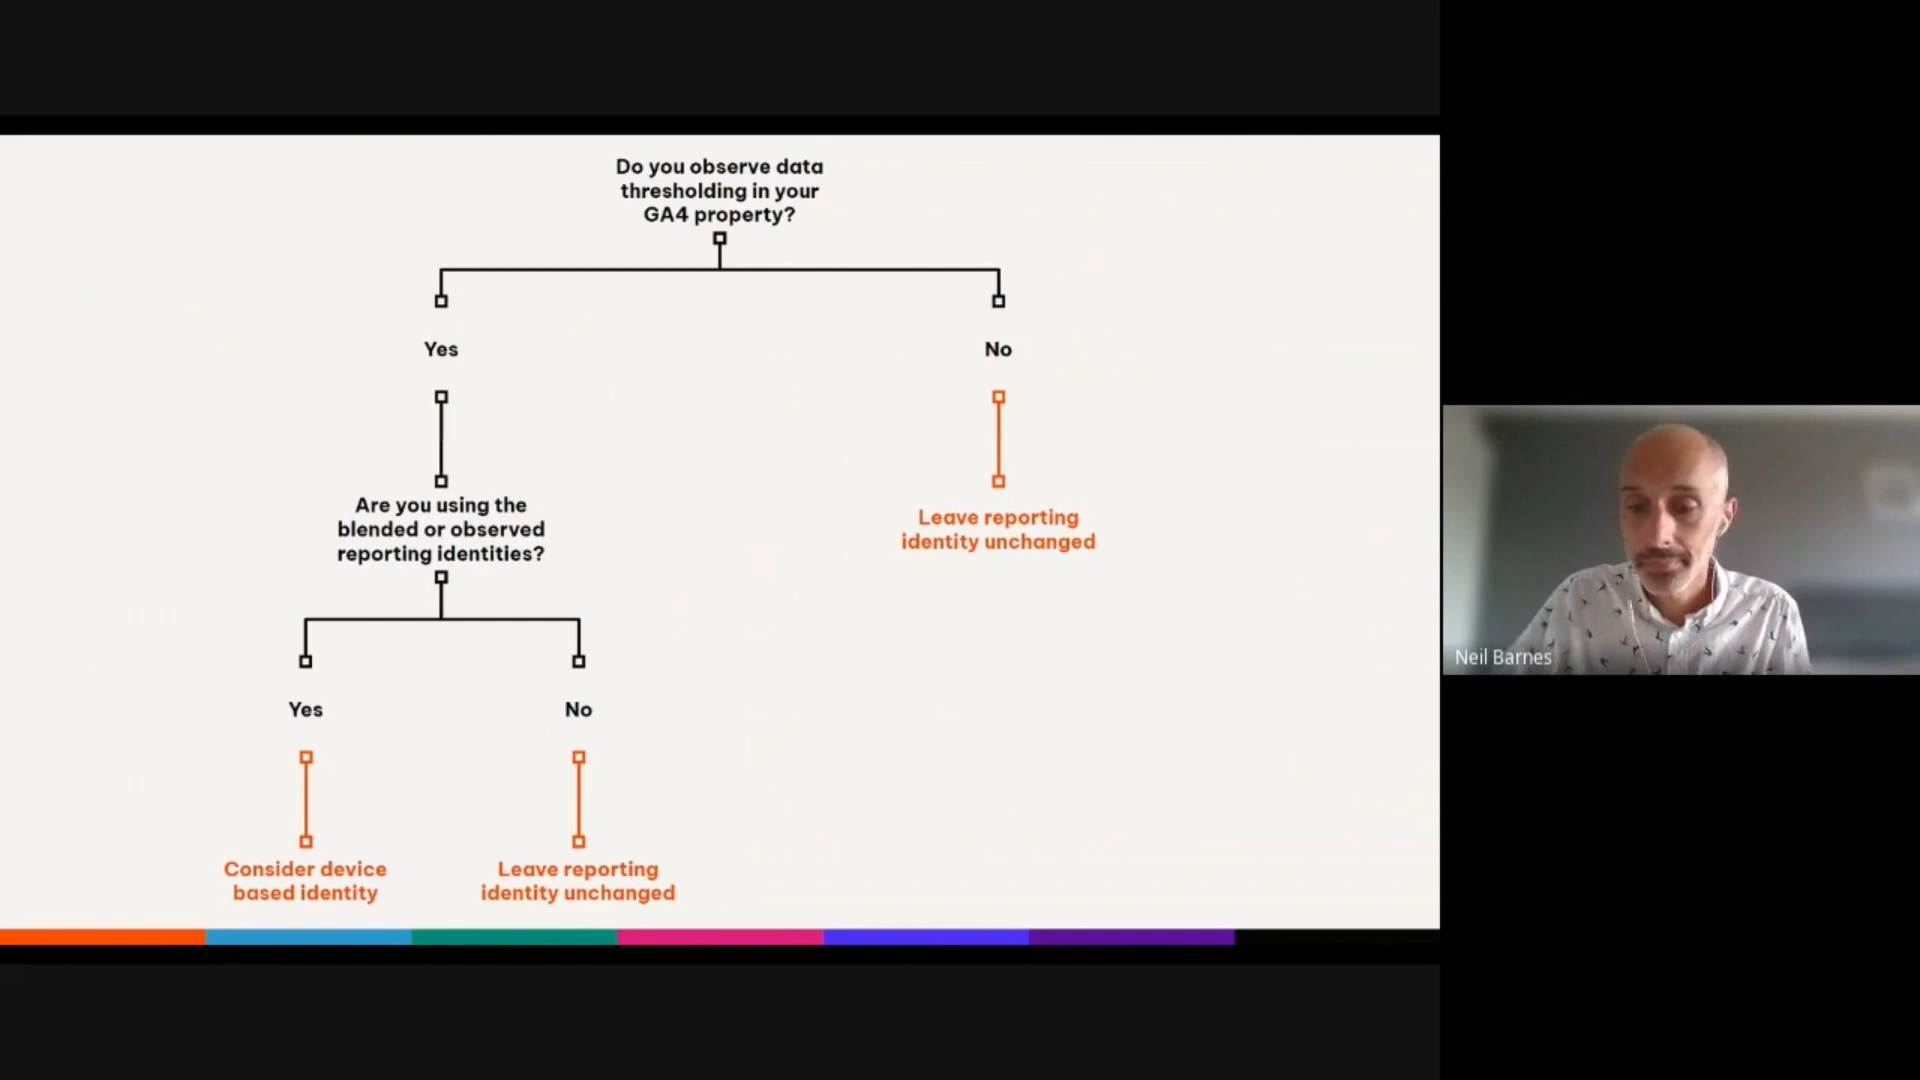 Do you observe data
thresholding in your
GA4 property?
Yes
No
Are you using the
blended or observed
reporting identities?
Leave reporting
identity unchanged
Yes
No
Consider device
based identity
Leave reporting
identity unchanged
Neil Barnes